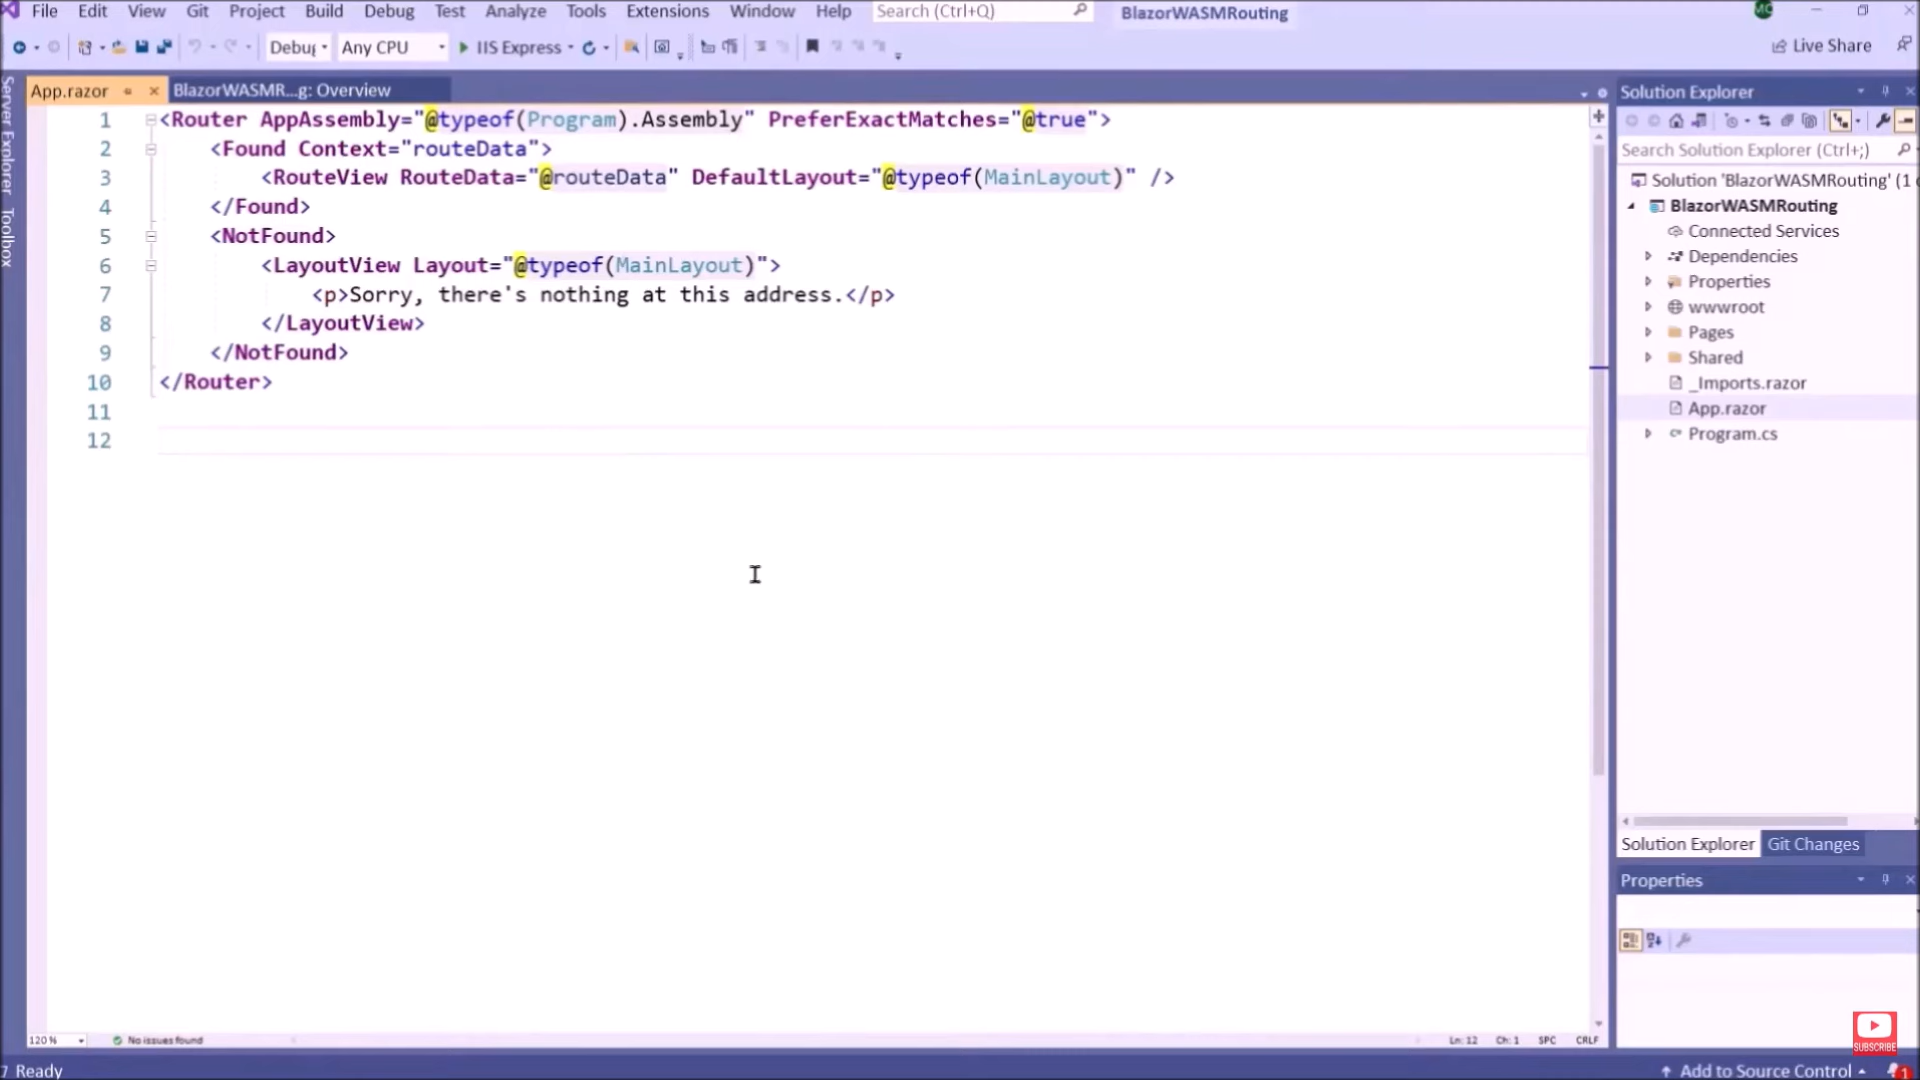 File Edit View Git Project Build Debug Test Analyze Tools Extensions Window Help Search (Ctrl+Q) BlazorWASMRouting MC
Debug Any CPU IIS Express Live Share
Server Explorer
Toolbox
App.razor BlazorWASMR...g: Overview
1 <Router AppAssembly="@typeof(Program).Assembly" PreferExactMatches="@true">
2 <Found Context="routeData">
3 <RouteView RouteData="@routeData" DefaultLayout="@typeof(MainLayout)" />
4 </Found>
5 <NotFound>
6 <LayoutView Layout="@typeof(MainLayout)">
7 <p>Sorry, there's nothing at this address.</p>
8 </LayoutView>
9 </NotFound>
10 </Router>
11
12
120 % No issues found Ln: 12 Ch: 1 SPC CRLF
Solution Explorer
Search Solution Explorer (Ctrl+;)
Solution 'BlazorWASMRouting' (1
BlazorWASMRouting
Connected Services
Dependencies
Properties
wwwroot
Pages
Shared
_Imports.razor
App.razor
Program.cs
Solution Explorer Git Changes
Properties
SUBSCRIBE
Ready Add to Source Control 1